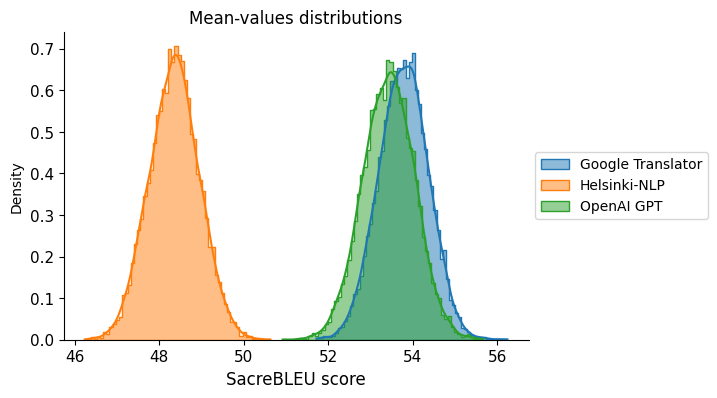 Mean-values distributions
0.7
0.6
0.5
0.4
0.3
0.2
0.1
0.0
Density
46 48 50 52 54 56
SacreBLEU score
Google Translator
Helsinki-NLP
OpenAI GPT